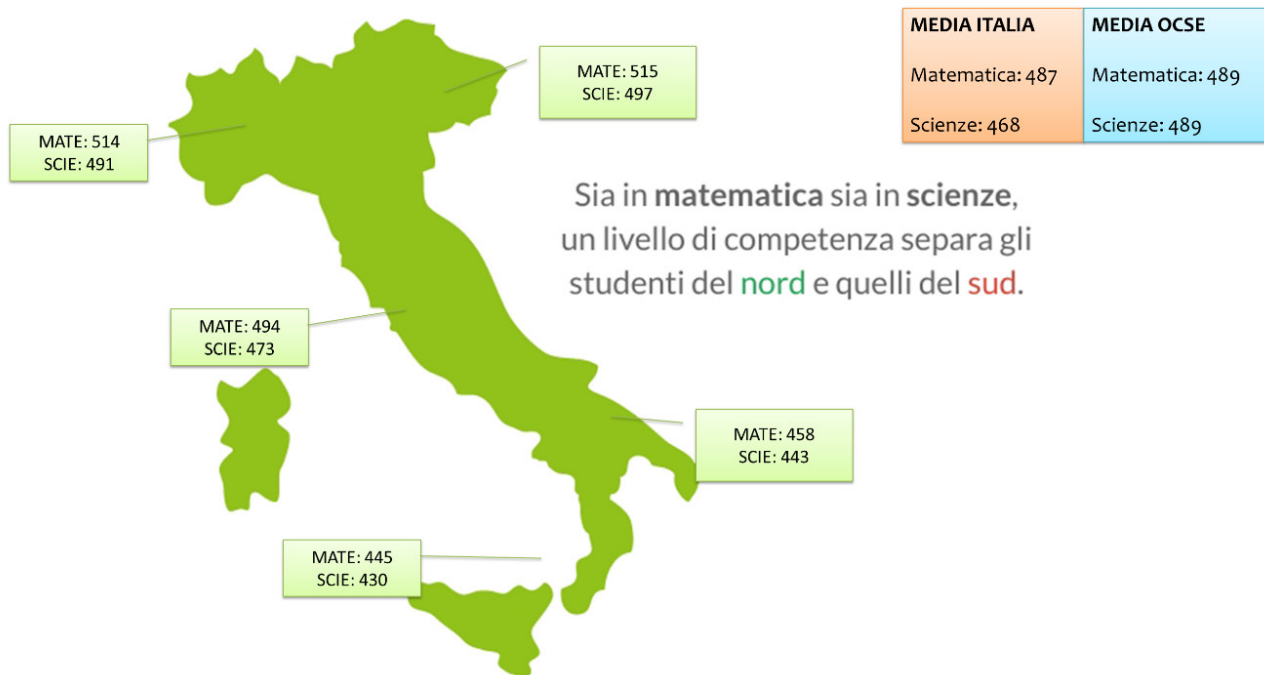 MEDIA ITALIA
Matematica: 487
Scienze: 468
MEDIA OCSE
Matematica: 489
Scienze: 489
MATE: 515
SCIE: 497
MATE: 514
SCIE: 491
Sia in matematica sia in scienze,
un livello di competenza separa gli
studenti del nord e quelli del sud.
MATE: 494
SCIE: 473
MATE: 458
SCIE: 443
MATE: 445
SCIE: 430